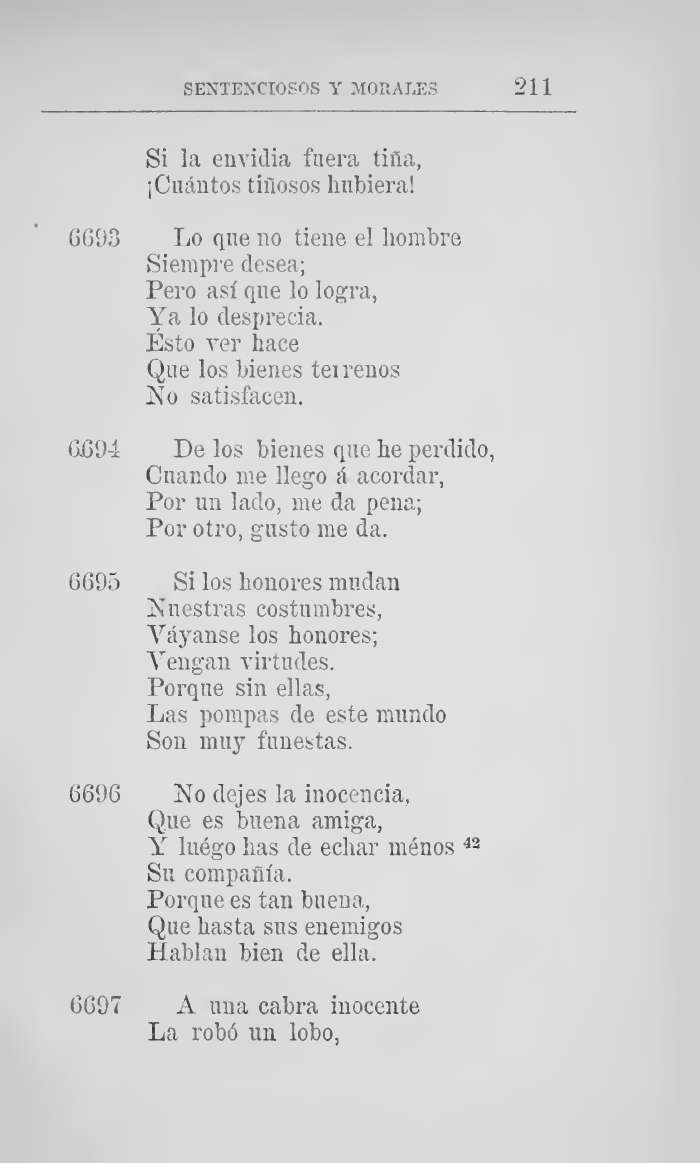 SENTENCIOSOS Y MORALES 211
Si la envidia fuera tiña,
¡Cuántos tiñosos hubiera!
6693 Lo que no tiene el hombre
Siempre desea;
Pero así que lo logra,
Ya lo desprecia.
Ésto ver hace
Que los bienes terrenos
No satisfacen.
6694 De los bienes que he perdido,
Cuando me llego á acordar,
Por un lado, me da pena;
Por otro, gusto me da.
6695 Si los honores mudan
Nuestras costumbres,
Váyanse los honores;
Vengan virtudes.
Porque sin ellas,
Las pompas de este mundo
Son muy funestas.
6696 No dejes la inocencia,
Que es buena amiga,
Y luégo has de echar ménos 42
Su compañía.
Porque es tan buena,
Que hasta sus enemigos
Hablan bien de ella.
6697 A una cabra inocente
La robó un lobo,